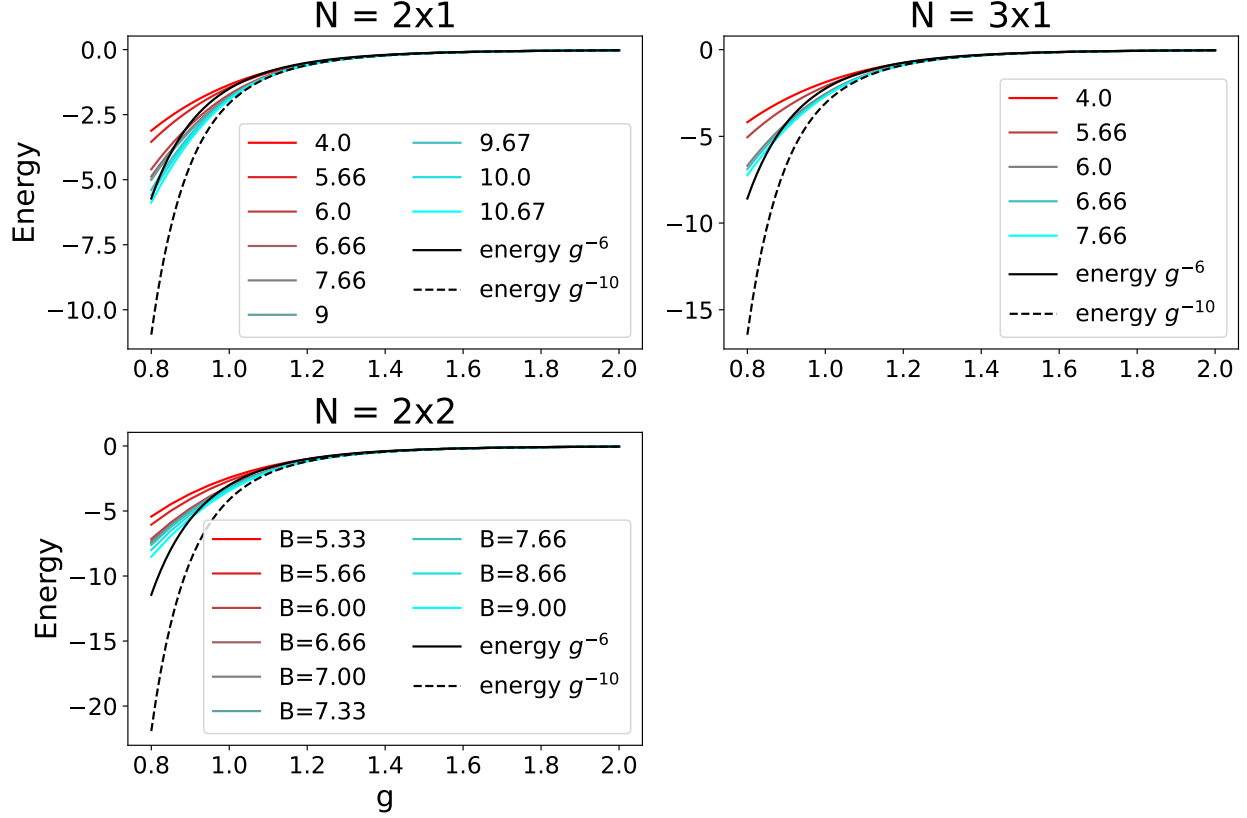 N = 2x1
Energy
0.0
−2.5
−5.0
−7.5
−10.0
4.0
5.66
6.0
6.66
7.66
9
9.67
10.0
10.67
energy g⁻⁶
energy g⁻¹⁰
0.8 1.0 1.2 1.4 1.6 1.8 2.0
N = 3x1
0
−5
−10
−15
4.0
5.66
6.0
6.66
7.66
energy g⁻⁶
energy g⁻¹⁰
0.8 1.0 1.2 1.4 1.6 1.8 2.0
N = 2x2
Energy
0
−5
−10
−15
−20
B=5.33
B=5.66
B=6.00
B=6.66
B=7.00
B=7.33
B=7.66
B=8.66
B=9.00
energy g⁻⁶
energy g⁻¹⁰
0.8 1.0 1.2 1.4 1.6 1.8 2.0
g